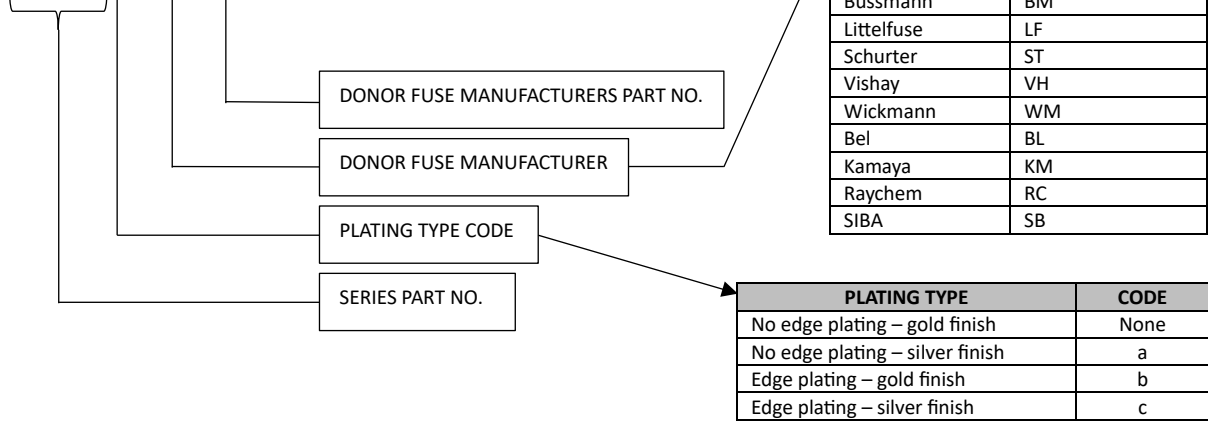 Bussmann BM
Littelfuse LF
Schurter ST
Vishay VH
Wickmann WM
Bel BL
Kamaya KM
Raychem RC
SIBA SB
DONOR FUSE MANUFACTURERS PART NO.
DONOR FUSE MANUFACTURER
PLATING TYPE CODE
SERIES PART NO.
PLATING TYPE CODE
No edge plating – gold finish None
No edge plating – silver finish a
Edge plating – gold finish b
Edge plating – silver finish c